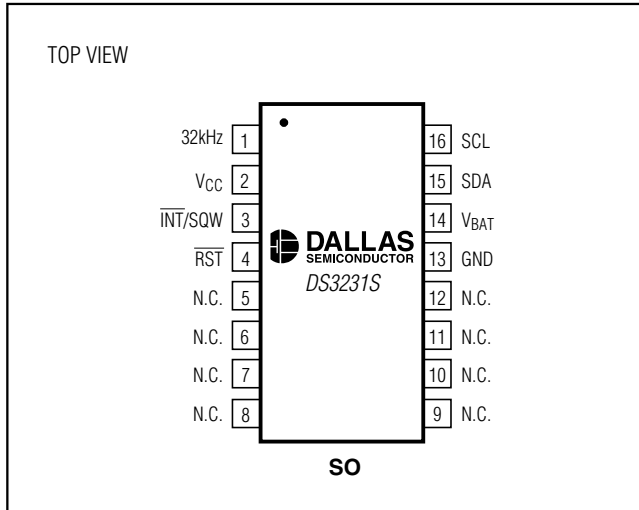 TOP VIEW
32kHz 1 16 SCL
VCC 2 15 SDA
INT/SQW 3 14 VBAT
RST 4 13 GND
N.C. 5 12 N.C.
N.C. 6 11 N.C.
N.C. 7 10 N.C.
N.C. 8 9 N.C.
DALLAS
SEMICONDUCTOR
DS3231S
SO